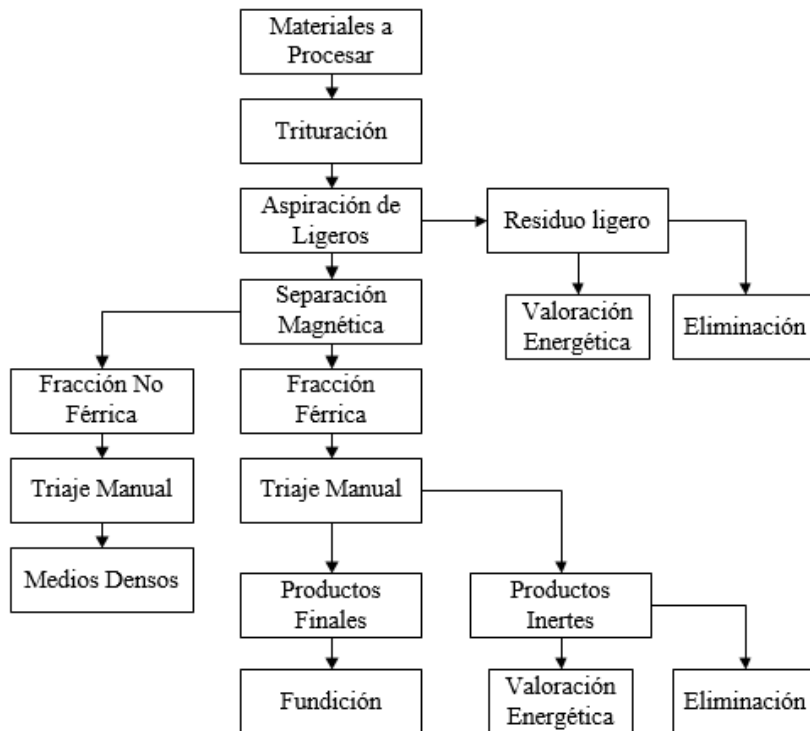 Materiales a
Procesar
Trituración
Aspiración de
Ligeros
Residuo ligero
Separación
Magnética
Valoración
Energética
Eliminación
Fracción No
Férrica
Fracción
Férrica
Triaje Manual
Triaje Manual
Medios Densos
Productos
Finales
Productos
Inertes
Fundición
Valoración
Energética
Eliminación